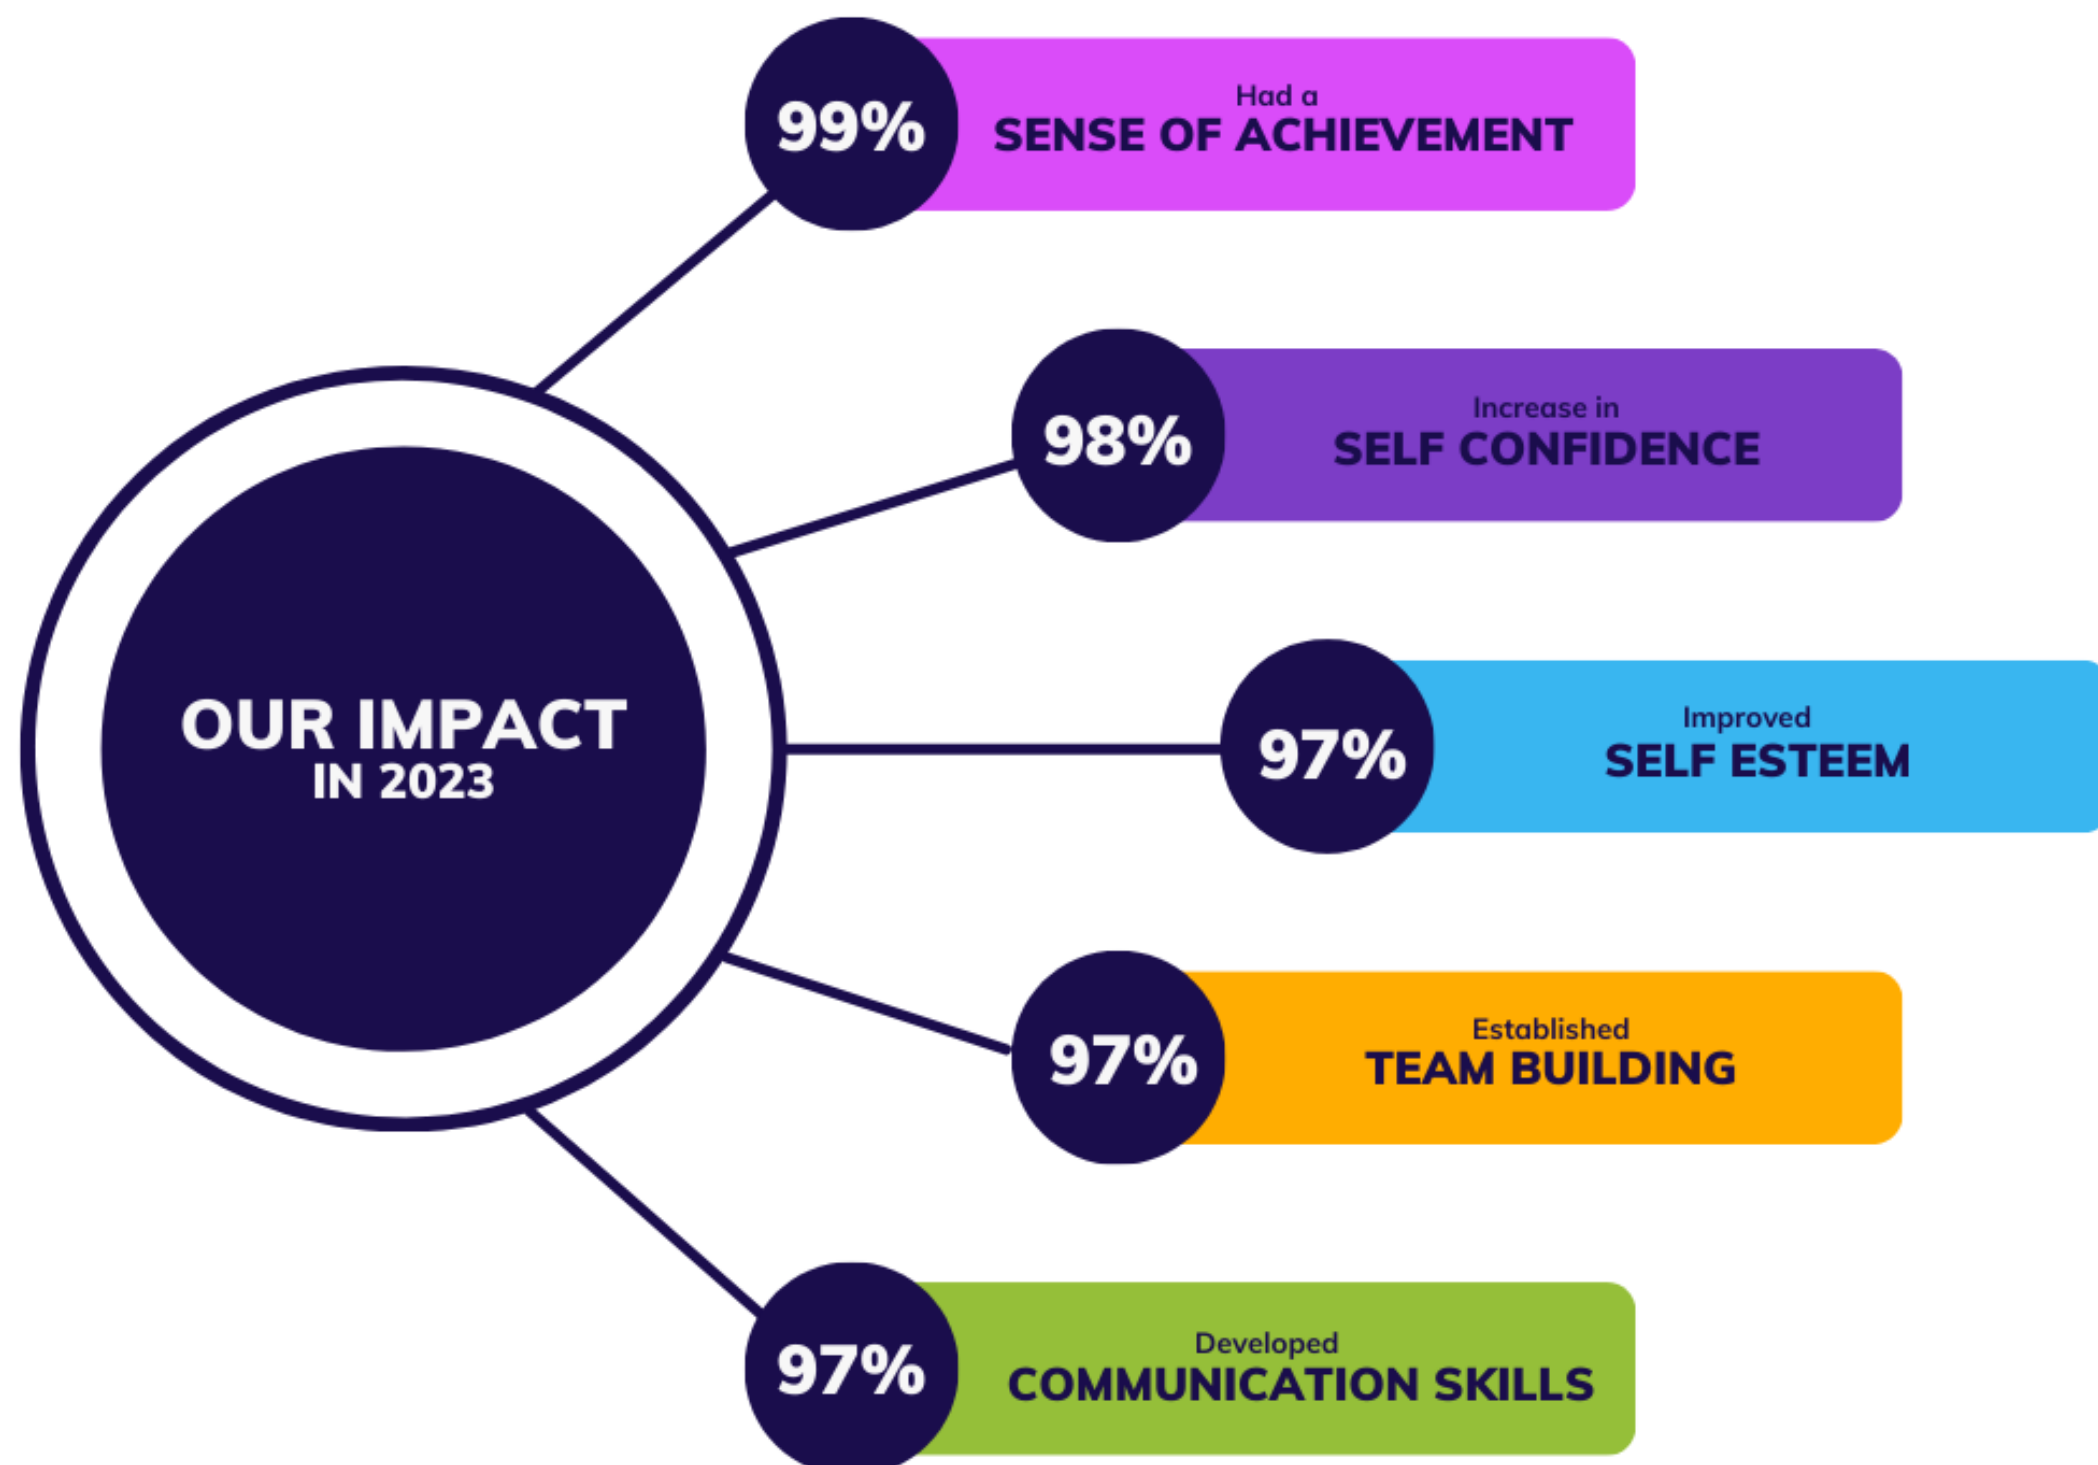 99%
Had a
SENSE OF ACHIEVEMENT
98%
Increase in
SELF CONFIDENCE
OUR IMPACT
IN 2023
97%
Improved
SELF ESTEEM
97%
Established
TEAM BUILDING
97%
Developed
COMMUNICATION SKILLS